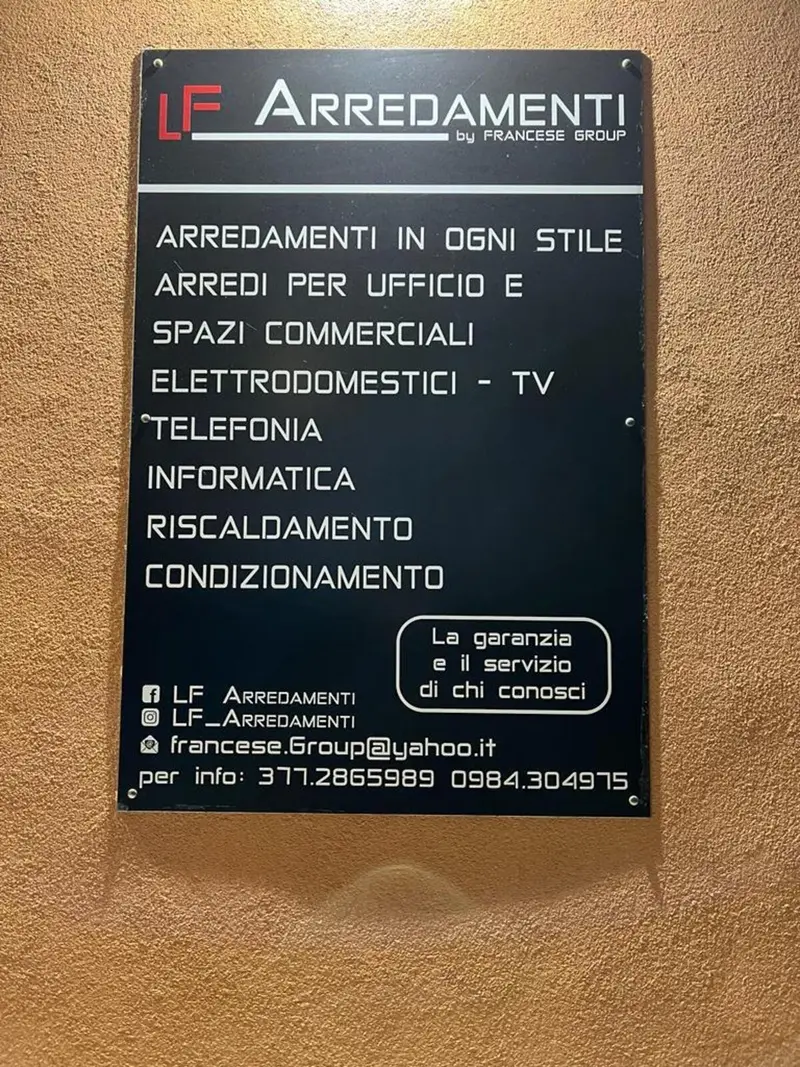 LF ARREDAMENTI
by FRANCESE GROUP
ARREDAMENTI IN OGNI STILE
ARREDI PER UFFICIO E
SPAZI COMMERCIALI
ELETTRODOMESTICI - TV
TELEFONIA
INFORMATICA
RISCALDAMENTO
CONDIZIONAMENTO
La garanzia
e il servizio
di chi conosci
LF ARREDAMENTI
LF_ARREDAMENTI
francese.Group@yahoo.it
per info: 377.2865989 0984.304975